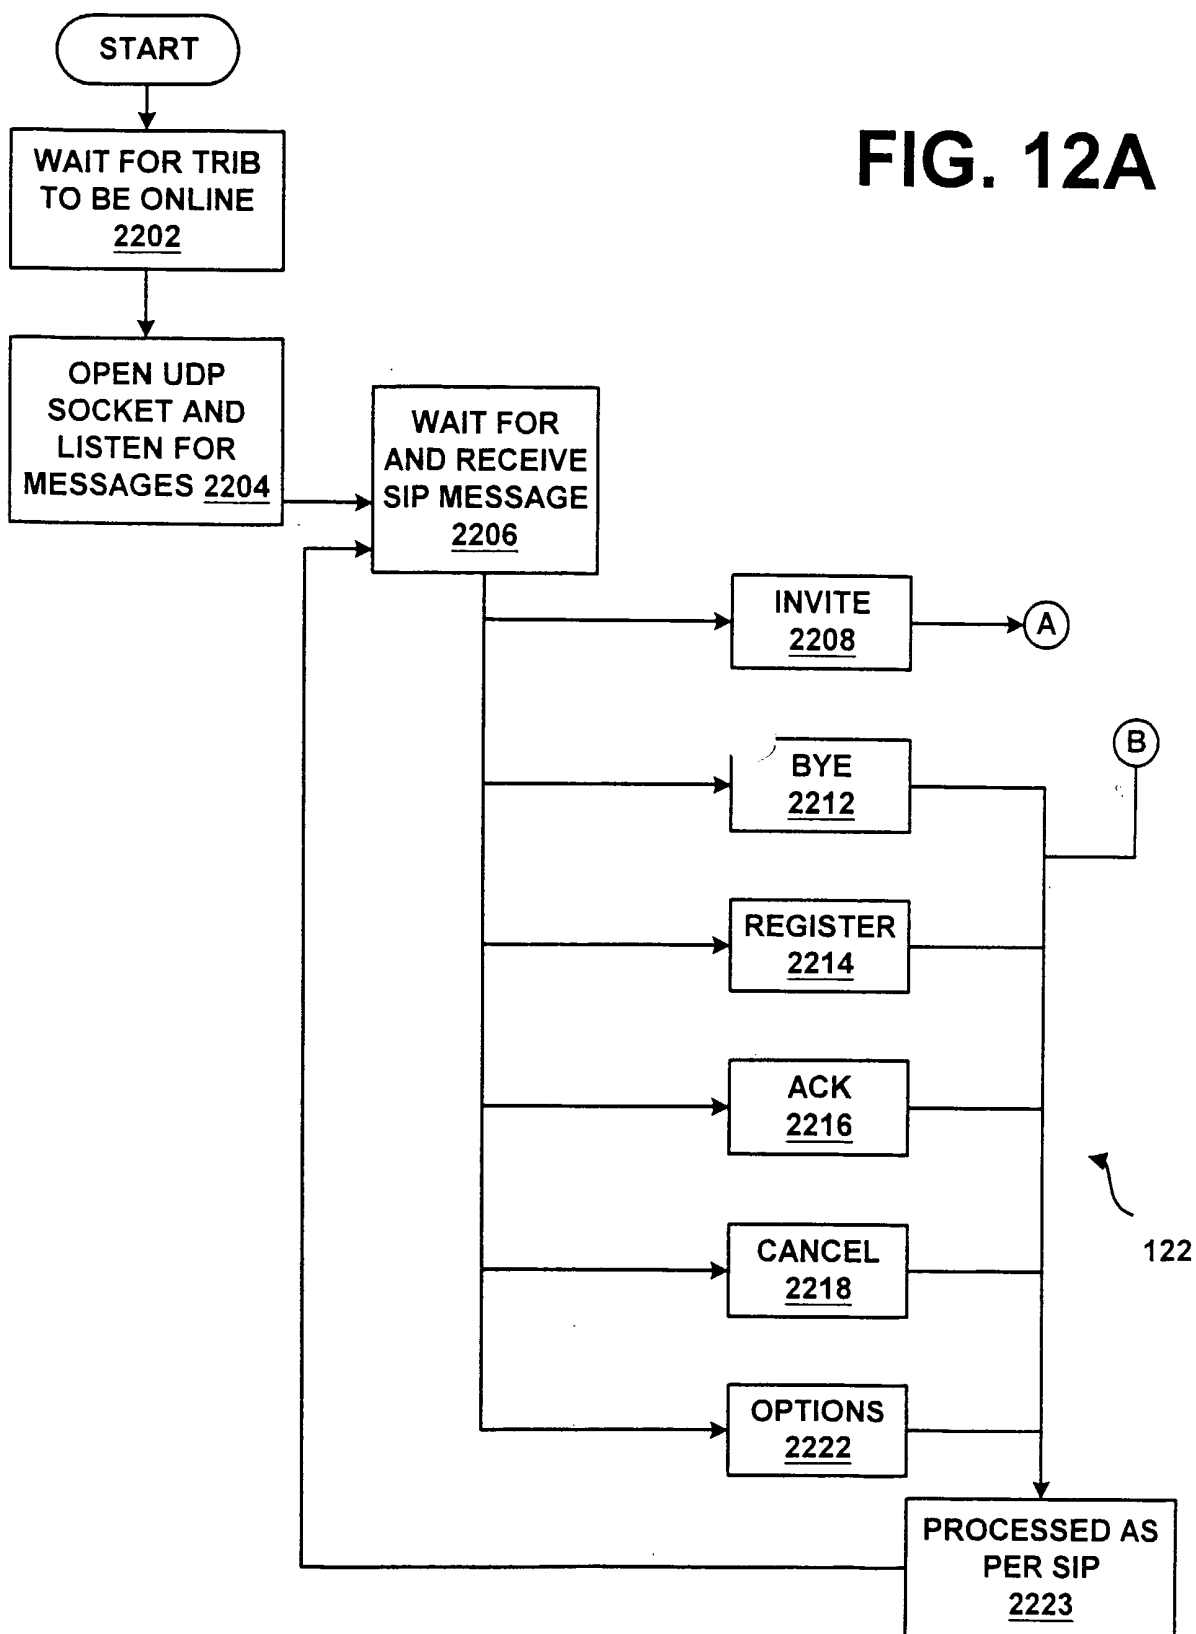 START
FIG. 12A
WAIT FOR TRIB
TO BE ONLINE
2202
OPEN UDP
SOCKET AND
LISTEN FOR
MESSAGES 2204
WAIT FOR
AND RECEIVE
SIP MESSAGE
2206
INVITE
2208
A
BYE
2212
B
REGISTER
2214
ACK
2216
122
CANCEL
2218
OPTIONS
2222
PROCESSED AS
PER SIP
2223